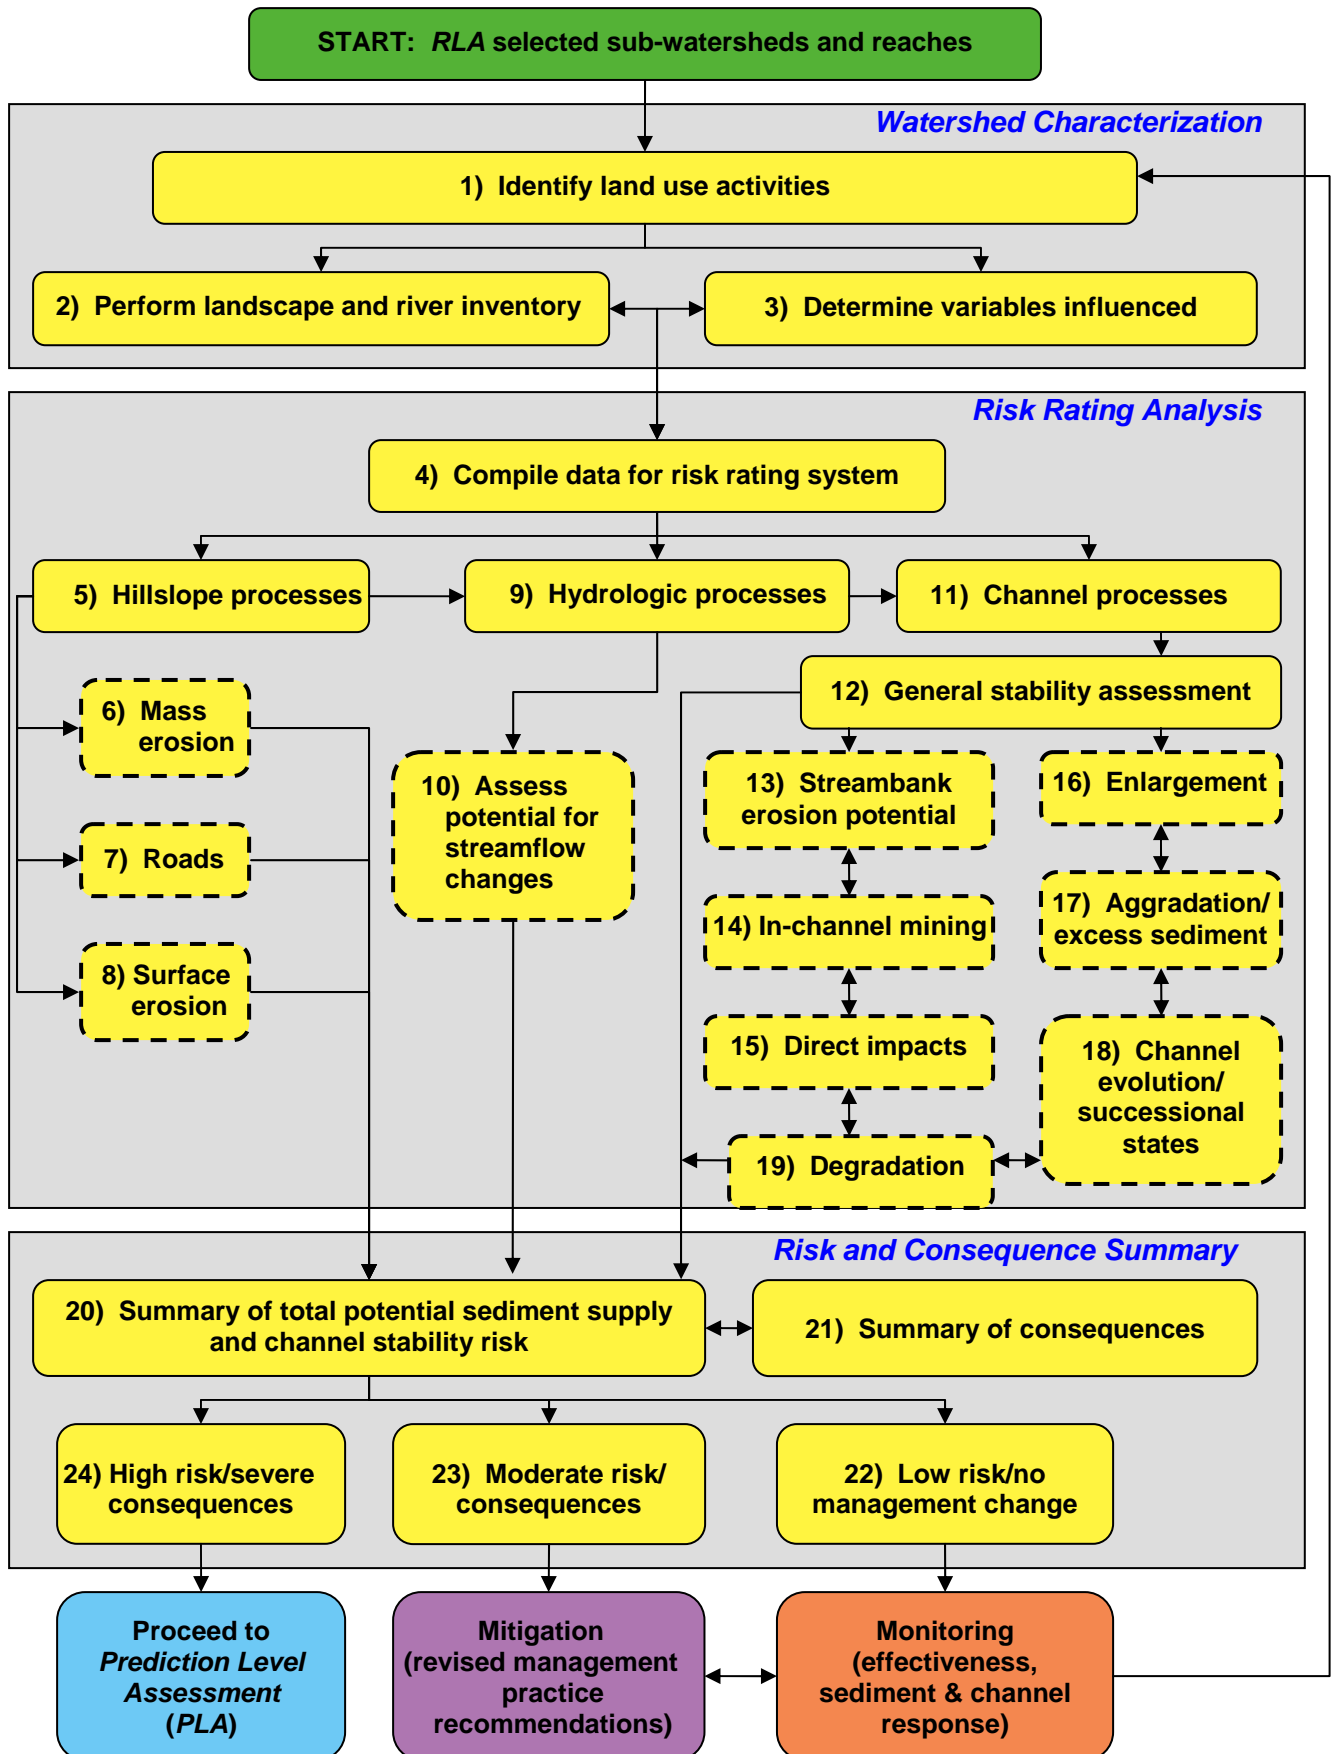 START: RLA selected sub-watersheds and reaches
Watershed Characterization
1) Identify land use activities
2) Perform landscape and river inventory
3) Determine variables influenced
Risk Rating Analysis
4) Compile data for risk rating system
5) Hillslope processes
9) Hydrologic processes
11) Channel processes
12) General stability assessment
6) Mass
erosion
7) Roads
8) Surface
erosion
10) Assess
potential for
streamflow
changes
13) Streambank
erosion potential
14) In-channel mining
15) Direct impacts
16) Enlargement
17) Aggradation/
excess sediment
18) Channel
evolution/
successional
states
19) Degradation
Risk and Consequence Summary
20) Summary of total potential sediment supply
and channel stability risk
21) Summary of consequences
24) High risk/severe
consequences
23) Moderate risk/
consequences
22) Low risk/no
management change
Proceed to
Prediction Level
Assessment
(PLA)
Mitigation
(revised management
practice
recommendations)
Monitoring
(effectiveness,
sediment & channel
response)